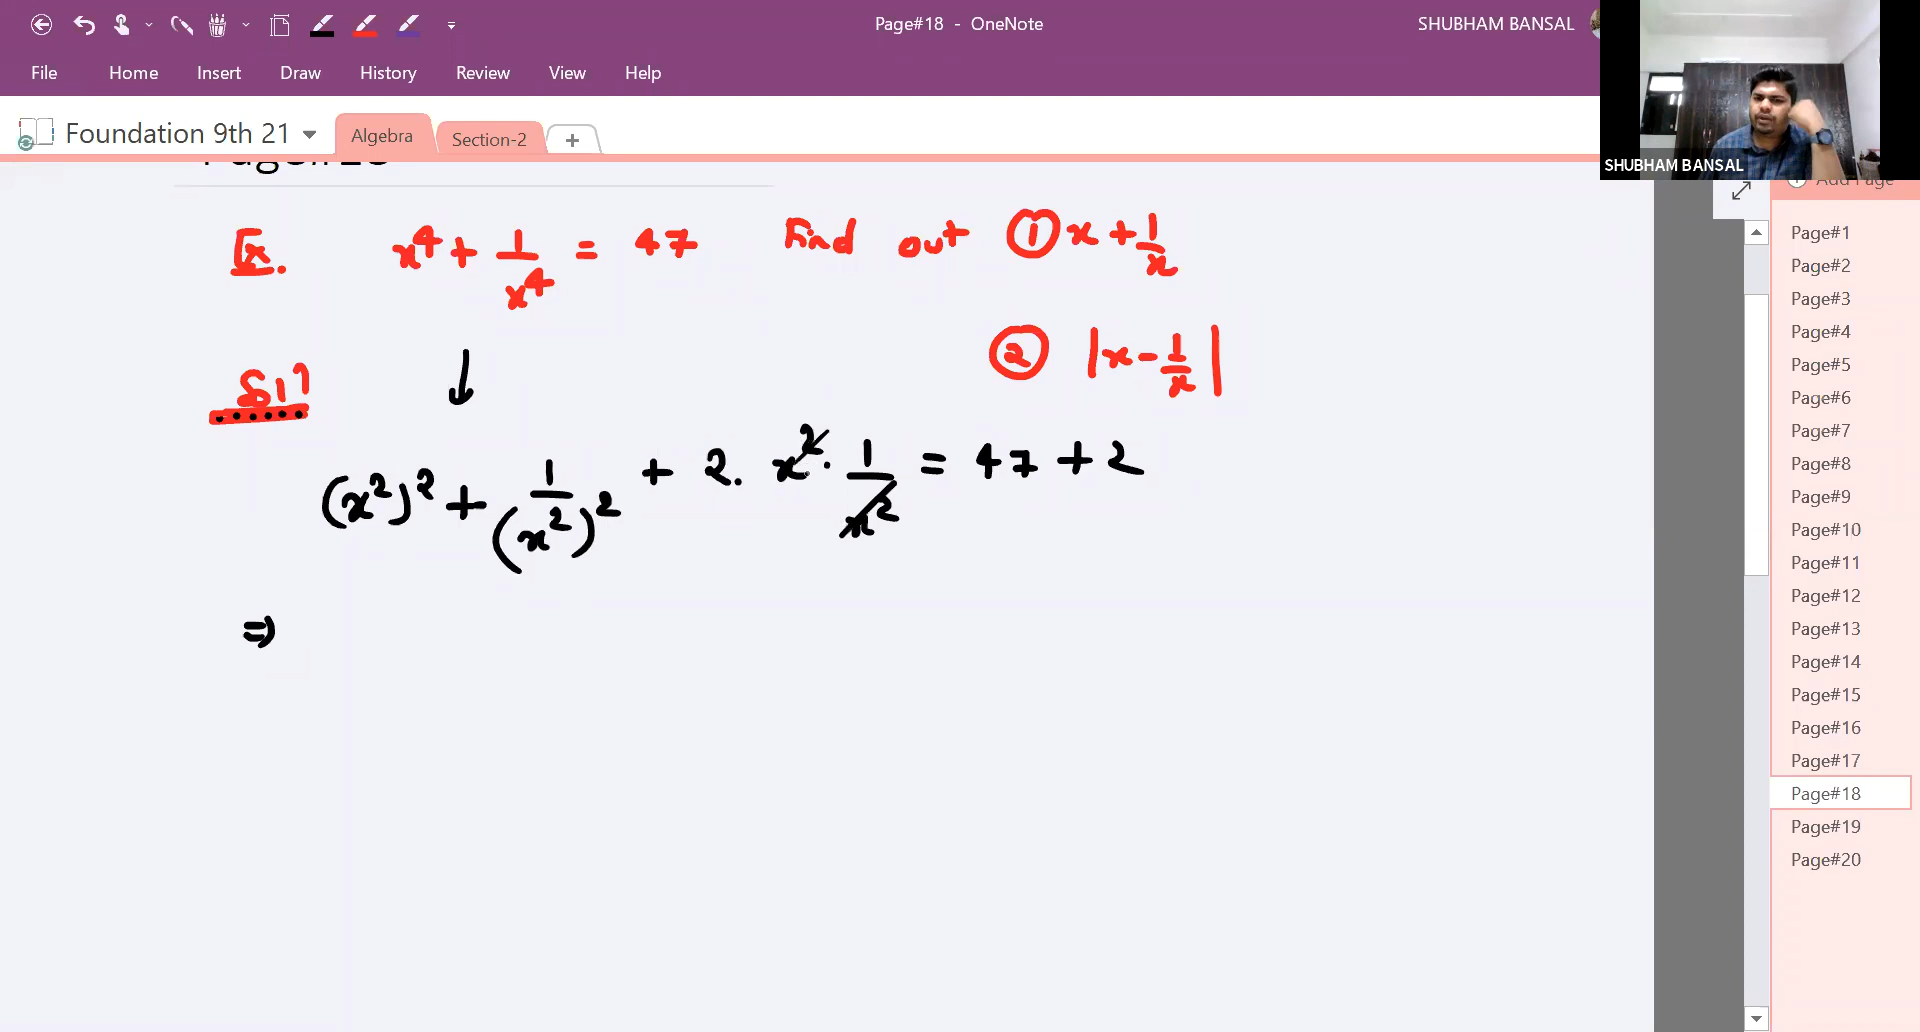 Page#18 - OneNote
SHUBHAM BANSAL
File Home Insert Draw History Review View Help
SHUBHAM BANSAL
Foundation 9th 21
Algebra
Section-2
+
Add Page
Ex. x⁴ + 1/x⁴ = 47 Find out ① x + 1/x
② |x - 1/x|
Sol?
(x²)² + 1/(x²)² + 2. x² . 1/x² = 47 + 2
⇒
Page#1
Page#2
Page#3
Page#4
Page#5
Page#6
Page#7
Page#8
Page#9
Page#10
Page#11
Page#12
Page#13
Page#14
Page#15
Page#16
Page#17
Page#18
Page#19
Page#20